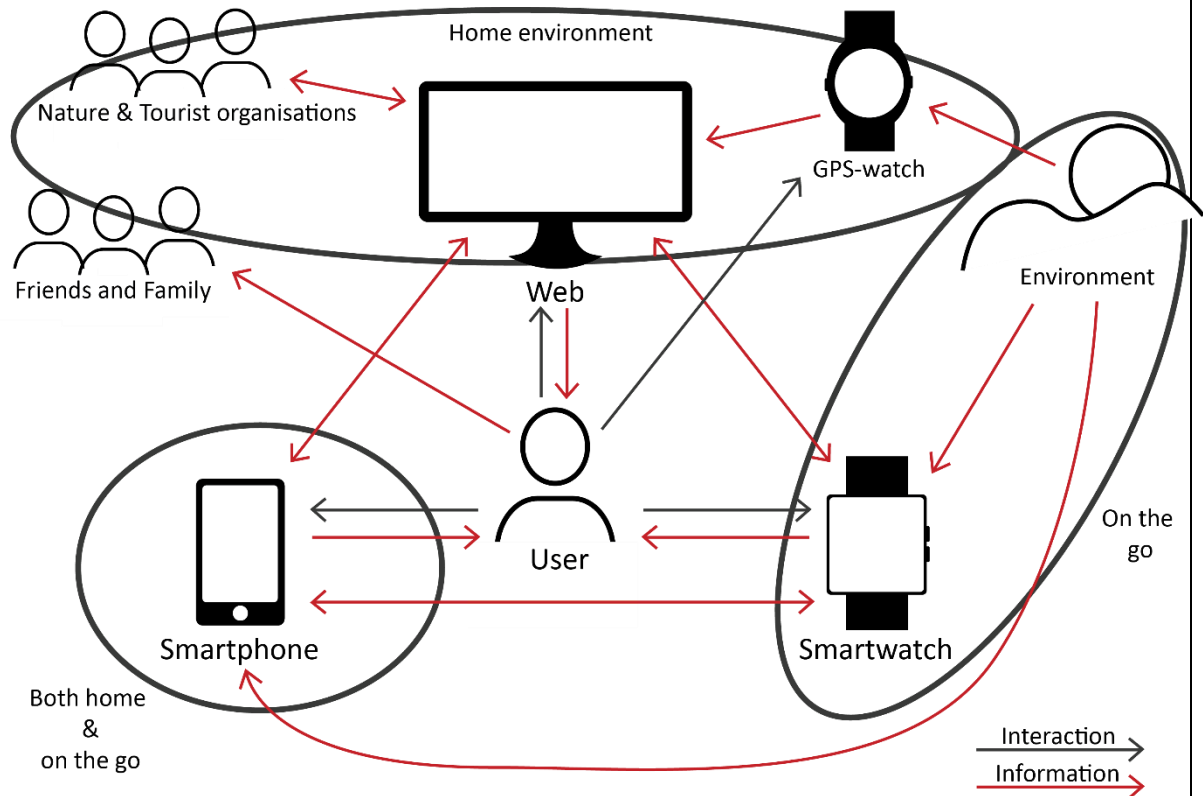 Home environment
Nature & Tourist organisations
GPS-watch
Friends and Family
Web
Environment
User
On the
go
Smartphone
Smartwatch
Both home
&
on the go
Interaction
Information